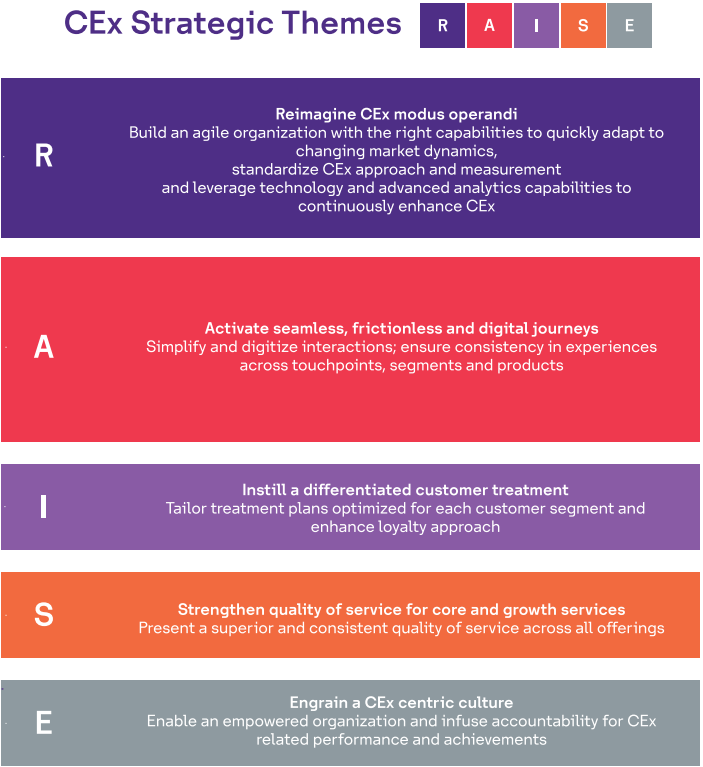 CEx Strategic Themes R A I S E
R
Reimagine CEx modus operandi
Build an agile organization with the right capabilities to quickly adapt to
changing market dynamics,
standardize CEx approach and measurement
and leverage technology and advanced analytics capabilities to
continuously enhance CEx
A
Activate seamless, frictionless and digital journeys
Simplify and digitize interactions; ensure consistency in experiences
across touchpoints, segments and products
I
Instill a differentiated customer treatment
Tailor treatment plans optimized for each customer segment and
enhance loyalty approach
S
Strengthen quality of service for core and growth services
Present a superior and consistent quality of service across all offerings
E
Engrain a CEx centric culture
Enable an empowered organization and infuse accountability for CEx
related performance and achievements